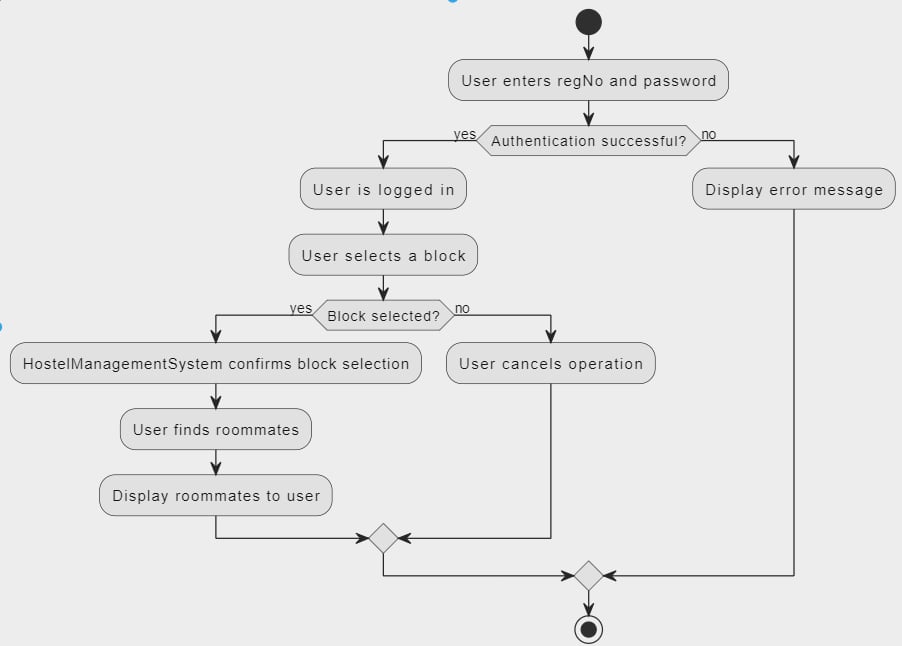 User enters regNo and password
yes
Authentication successful?
no
User is logged in
Display error message
User selects a block
yes
Block selected?
no
HostelManagementSystem confirms block selection
User cancels operation
User finds roommates
Display roommates to user